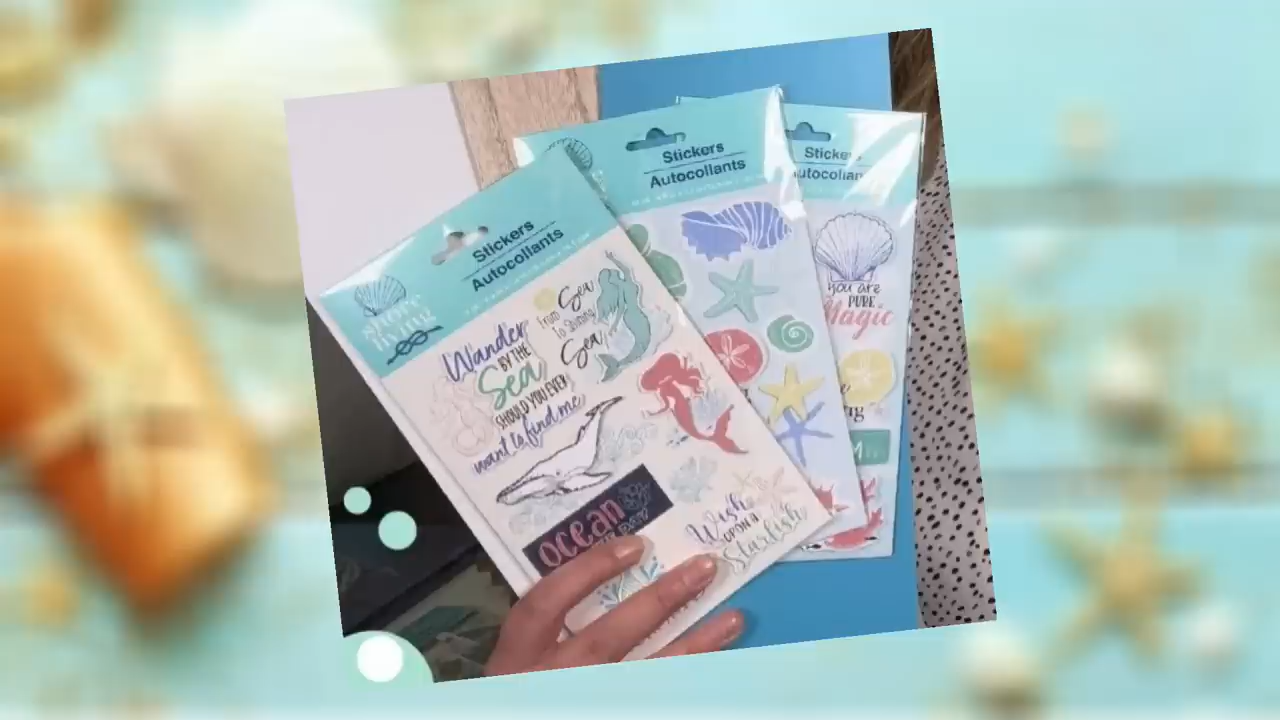 Stickers
Autocollants
Wander
BY THE
Sea
SHOULD YOU EVER
want to find me
From Sea
To Shining
Sea
ocean
Wish
UPON A
Starfish
Stickers
Autocollants
Stickers
Autocollants
you are
PURE
Magic